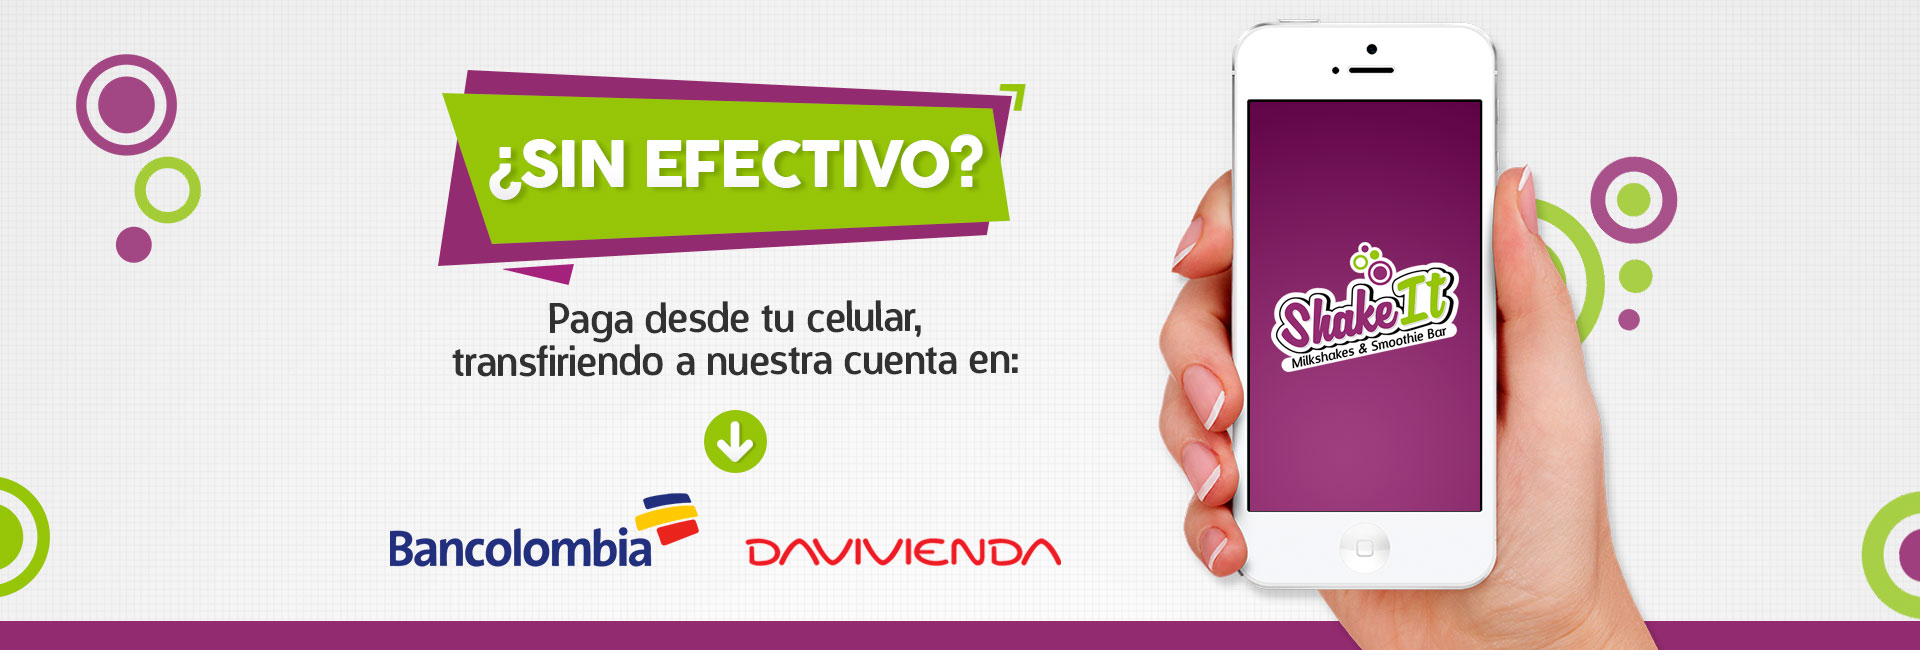 ¿SIN EFECTIVO?
Paga desde tu celular,
transfiriendo a nuestra cuenta en:
Bancolombia
DAVIVIENDA
Shake It
Milkshakes & Smoothie Bar